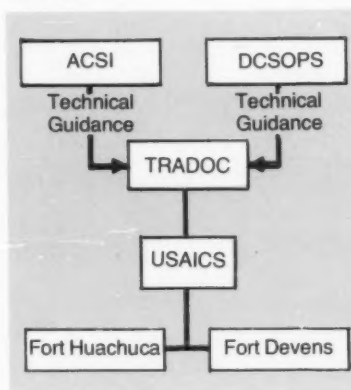 ACSI
DCSOPS
Technical
Guidance
Technical
Guidance
TRADOC
USAICS
Fort Huachuca
Fort Devens